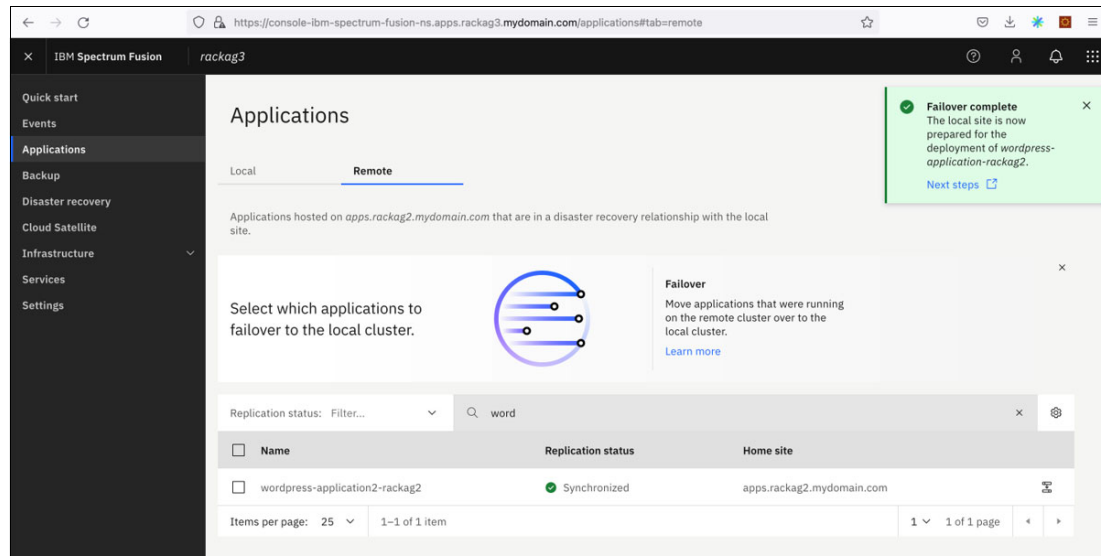 https://console-ibm-spectrum-fusion-ns.apps.rackag3.mydomain.com/applications#tab=remote
IBM Spectrum Fusion
rackag3
Quick start
Events
Applications
Backup
Disaster recovery
Cloud Satellite
Infrastructure
Services
Settings
Applications
Local
Remote
Applications hosted on apps.rackag2.mydomain.com that are in a disaster recovery relationship with the local
site.
Failover complete
The local site is now
prepared for the
deployment of wordpress-
application-rackag2.
Next steps
Select which applications to
failover to the local cluster.
Failover
Move applications that were running
on the remote cluster over to the
local cluster.
Learn more
Replication status: Filter...
word
Name Replication status Home site
wordpress-application2-rackag2 Synchronized apps.rackag2.mydomain.com
Items per page: 25 1–1 of 1 item 1 1 of 1 page